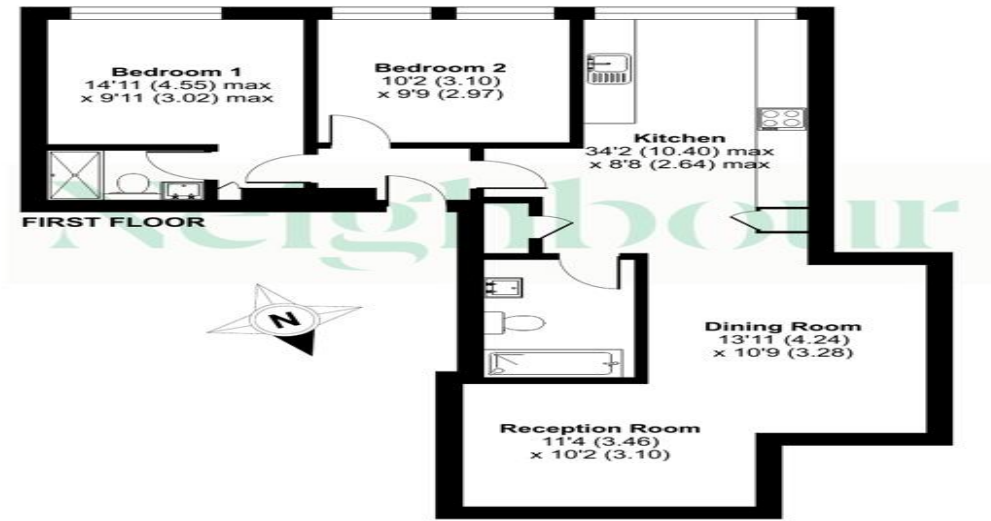 Bedroom 1
14'11 (4.55) max
x 9'11 (3.02) max
Bedroom 2
10'2 (3.10)
x 9'9 (2.97)
Kitchen
34'2 (10.40) max
x 8'8 (2.64) max
FIRST FLOOR
Neighbour
N
Dining Room
13'11 (4.24)
x 10'9 (3.28)
Reception Room
11'4 (3.46)
x 10'2 (3.10)